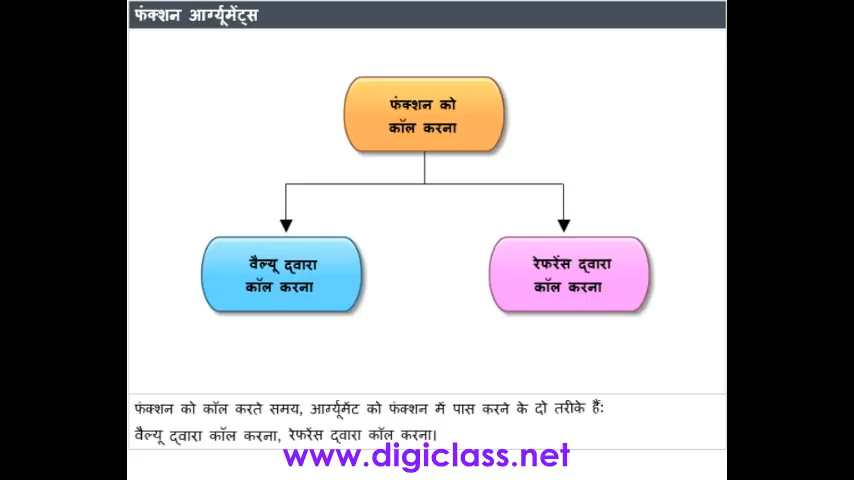 फंक्शन आर्ग्यूमेंट्स
फंक्शन को
कॉल करना
वैल्यू द्वारा
कॉल करना
रेफरेंस द्वारा
कॉल करना
फंक्शन को कॉल करते समय, आर्ग्यूमेंट को फंक्शन में पास करने के दो तरीके हैं:
वैल्यू द्वारा कॉल करना, रेफरेंस द्वारा कॉल करना।
www.digiclass.net